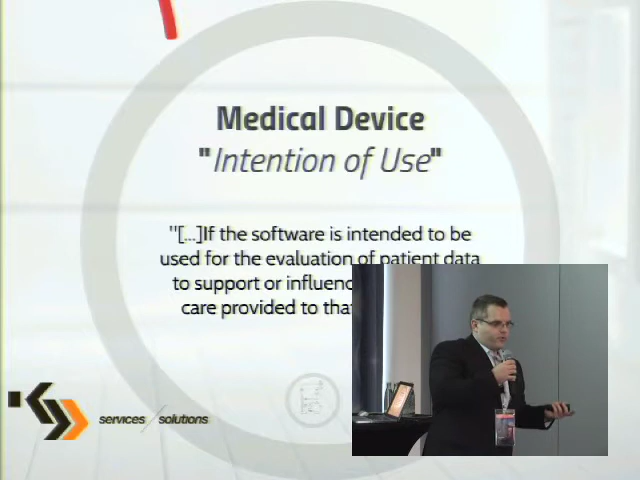 Medical Device
"Intention of Use"
"[...]If the software is intended to be
used for the evaluation of patient data
to support or influenc
care provided to tha
services / solutions